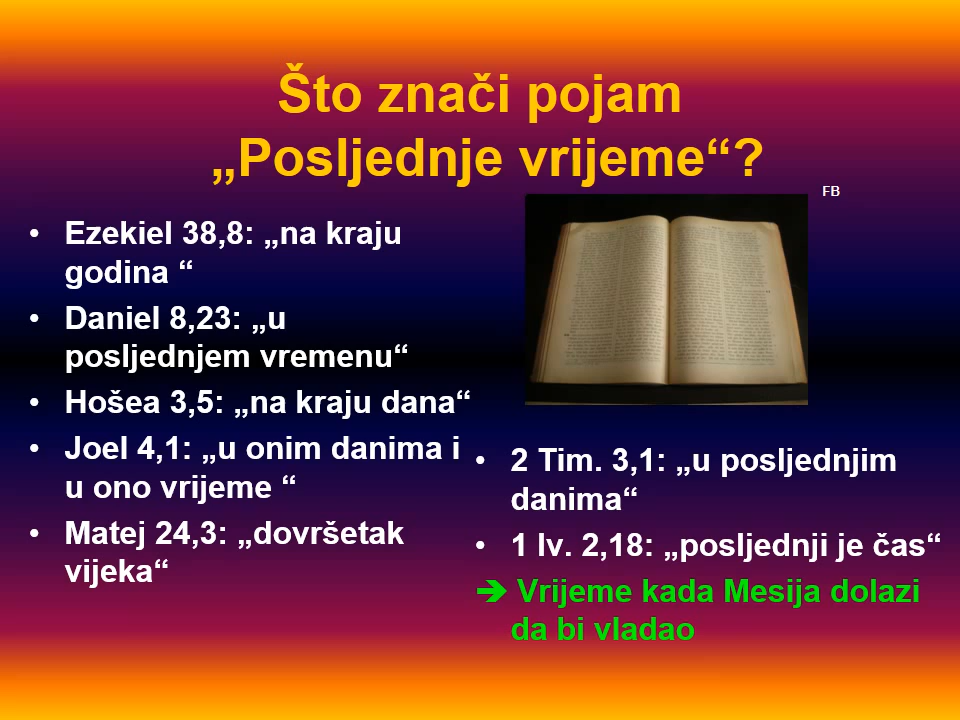 Što znači pojam
„Posljednje vrijeme“?
FB
• Ezekiel 38,8: „na kraju
godina “
• Daniel 8,23: „u
posljednjem vremenu“
• Hošea 3,5: „na kraju dana“
• Joel 4,1: „u onim danima i
u ono vrijeme “
• Matej 24,3: „dovršetak
vijeka“
• 2 Tim. 3,1: „u posljednjim
danima“
• 1 Iv. 2,18: „posljednji je čas“
➔ Vrijeme kada Mesija dolazi
da bi vladao